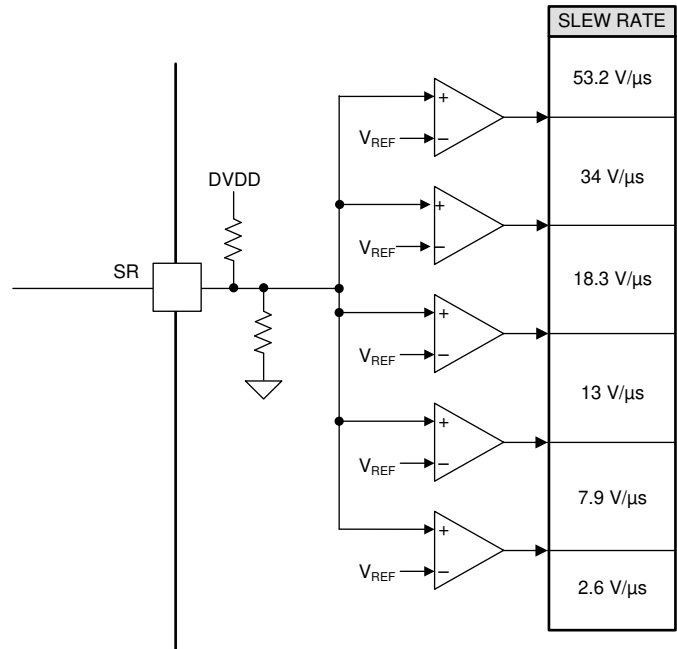 SLEW RATE
53.2 V/µs
+
VREF
−
34 V/µs
DVDD
+
VREF
−
SR
18.3 V/µs
+
VREF
−
13 V/µs
+
VREF
−
7.9 V/µs
+
VREF
−
2.6 V/µs